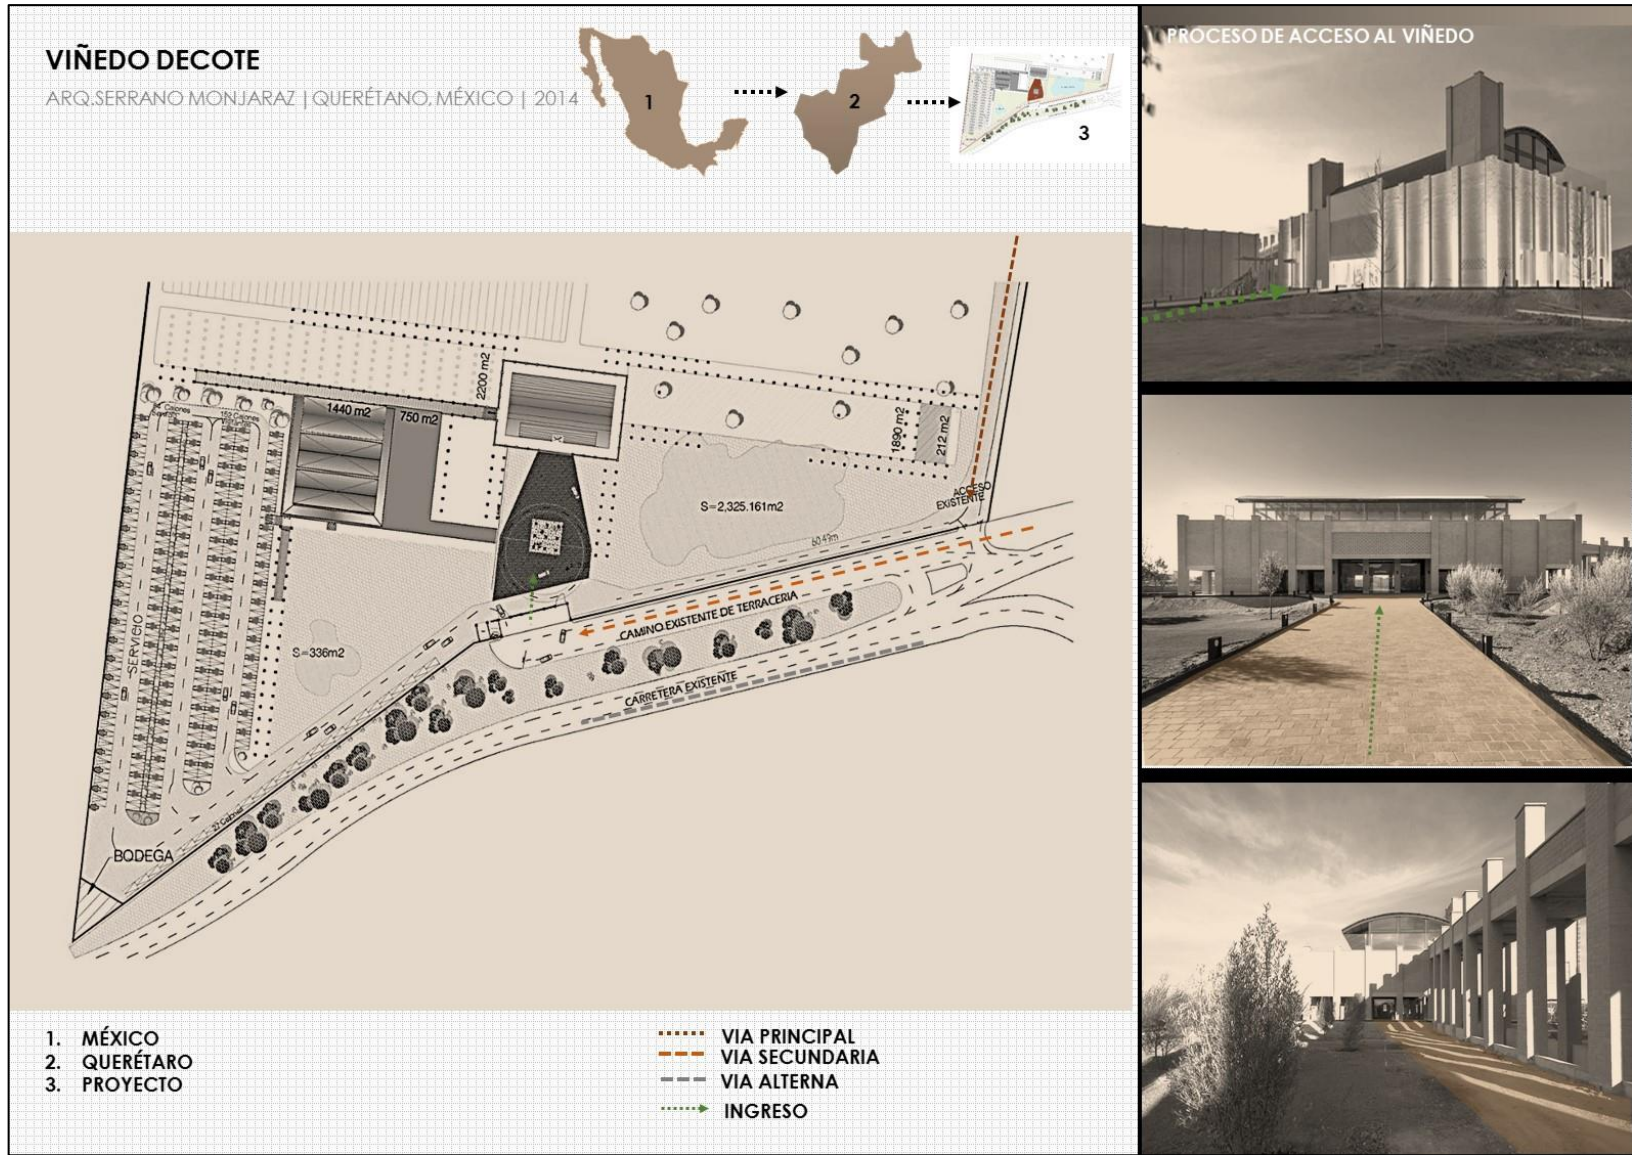 VIÑEDO DECOTE
ARQ.SERRANO MONJARAZ | QUERÉTANO, MÉXICO | 2014
1
2
3
PROCESO DE ACCESO AL VIÑEDO
2200 m2
1440 m2
750 m2
1890 m2
212 m2
S=2,325.161m2
ACCESO
EXISTENTE
60.47m
CAMINO EXISTENTE DE TERRACERIA
CARRETERA EXISTENTE
S=336m2
SERVICIO
BODEGA
1. MÉXICO
2. QUERÉTARO
3. PROYECTO
VIA PRINCIPAL
VIA SECUNDARIA
VIA ALTERNA
INGRESO